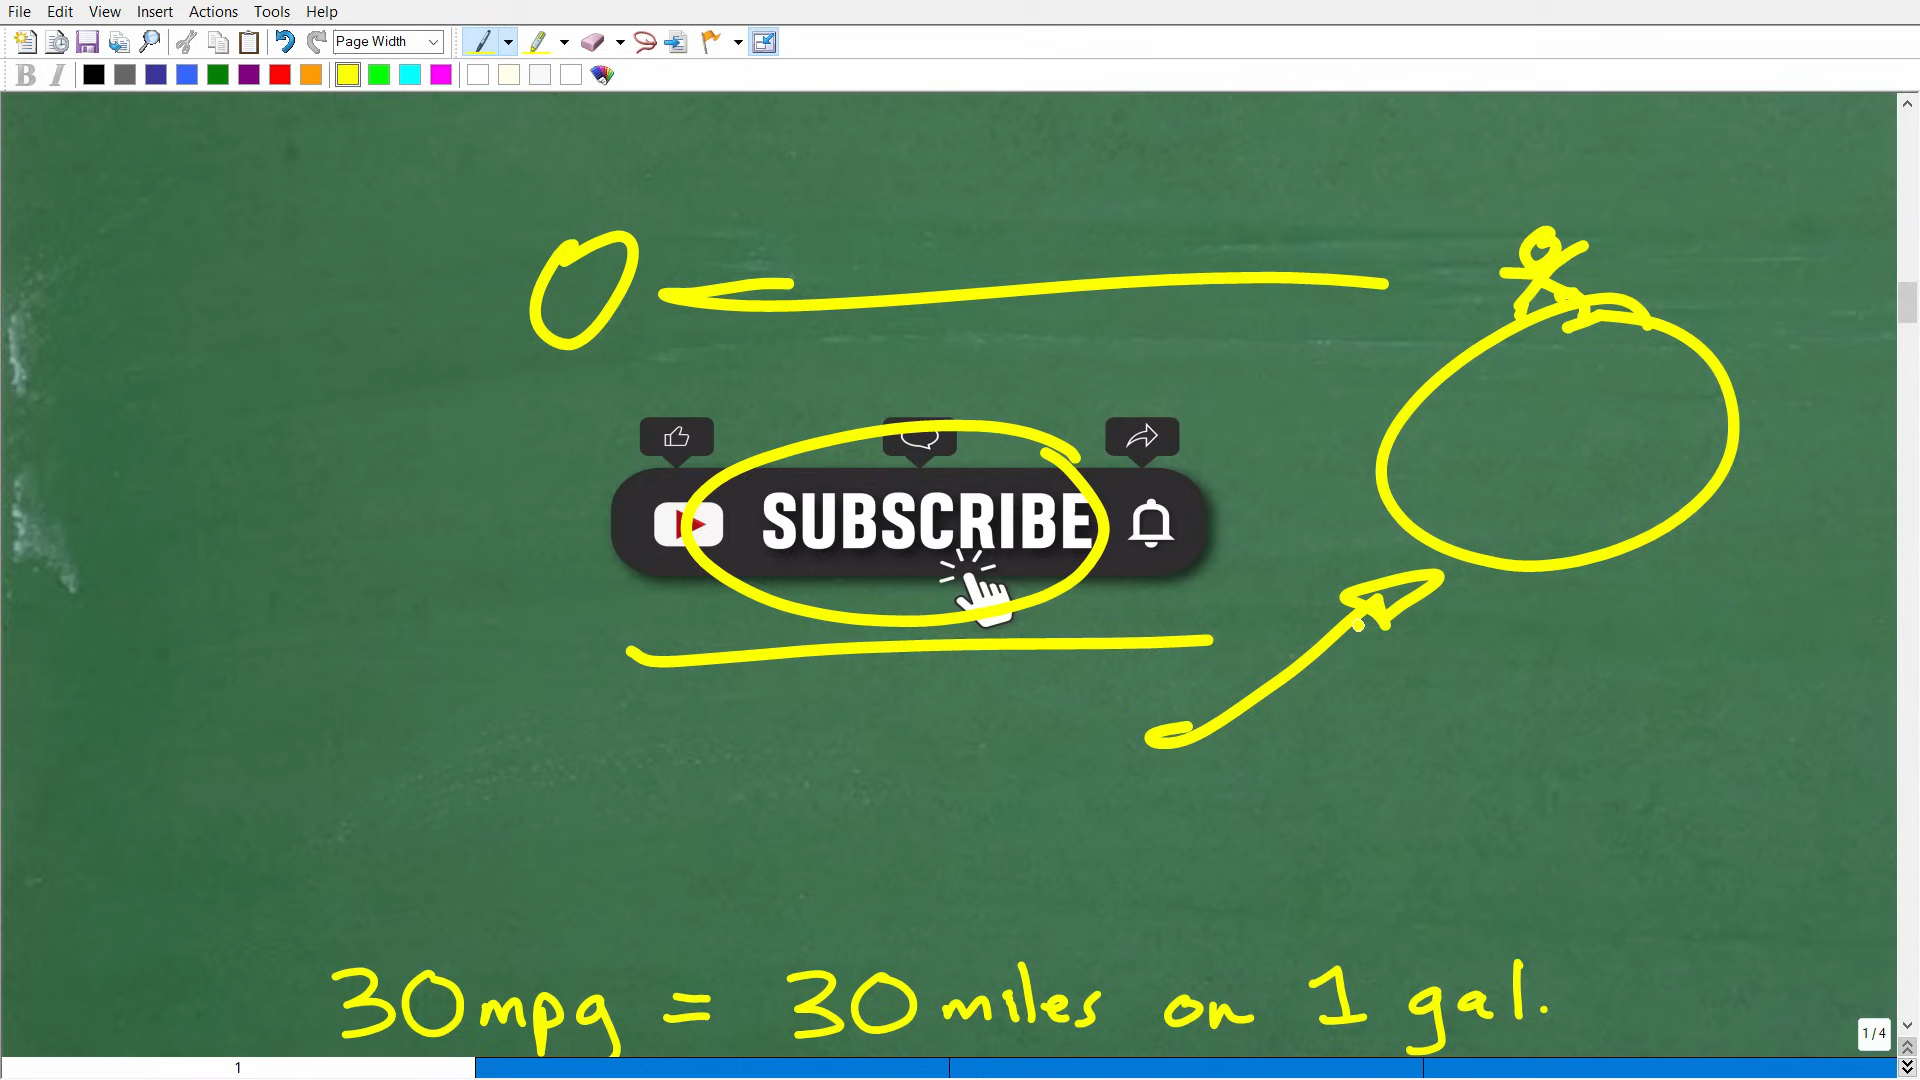 File Edit View Insert Actions Tools Help
Page Width
B I
SUBSCRIBE
30mpg = 30 miles on 1 gal.
1 / 4
1